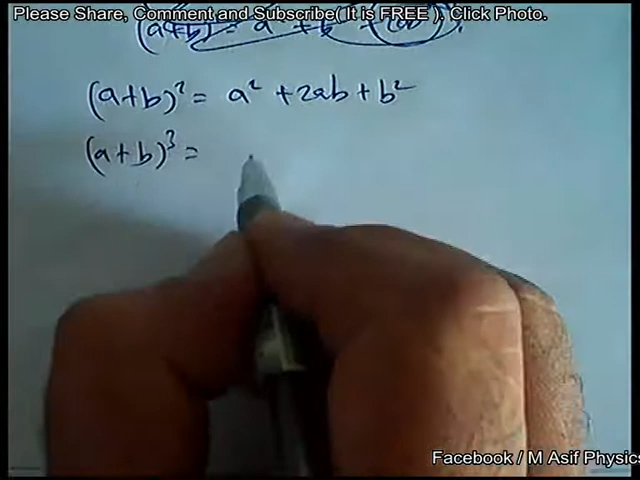 Please Share, Comment and Subscribe( It is FREE ). Click Photo.
(a+b)² = a² + 2ab + b²
(a+b)³ =
Facebook / M Asif Physics